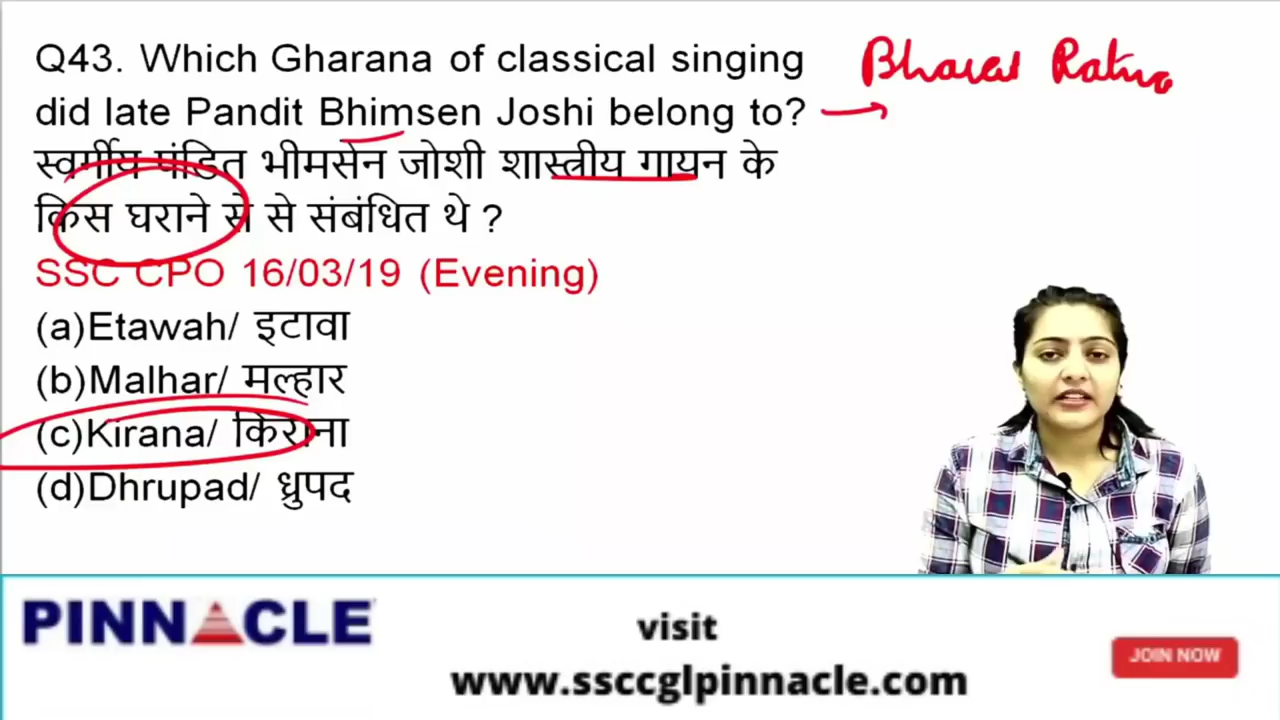 Q43. Which Gharana of classical singing
did late Pandit Bhimsen Joshi belong to?
Bharat Ratna
स्वर्गीय पंडित भीमसेन जोशी शास्त्रीय गायन के
किस घराने से से संबंधित थे ?
SSC CPO 16/03/19 (Evening)
(a)Etawah/ इटावा
(b)Malhar/ मल्हार
(c)Kirana/ किराना
(d)Dhrupad/ ध्रुपद
PINNACLE
visit
www.ssccglpinnacle.com
JOIN NOW